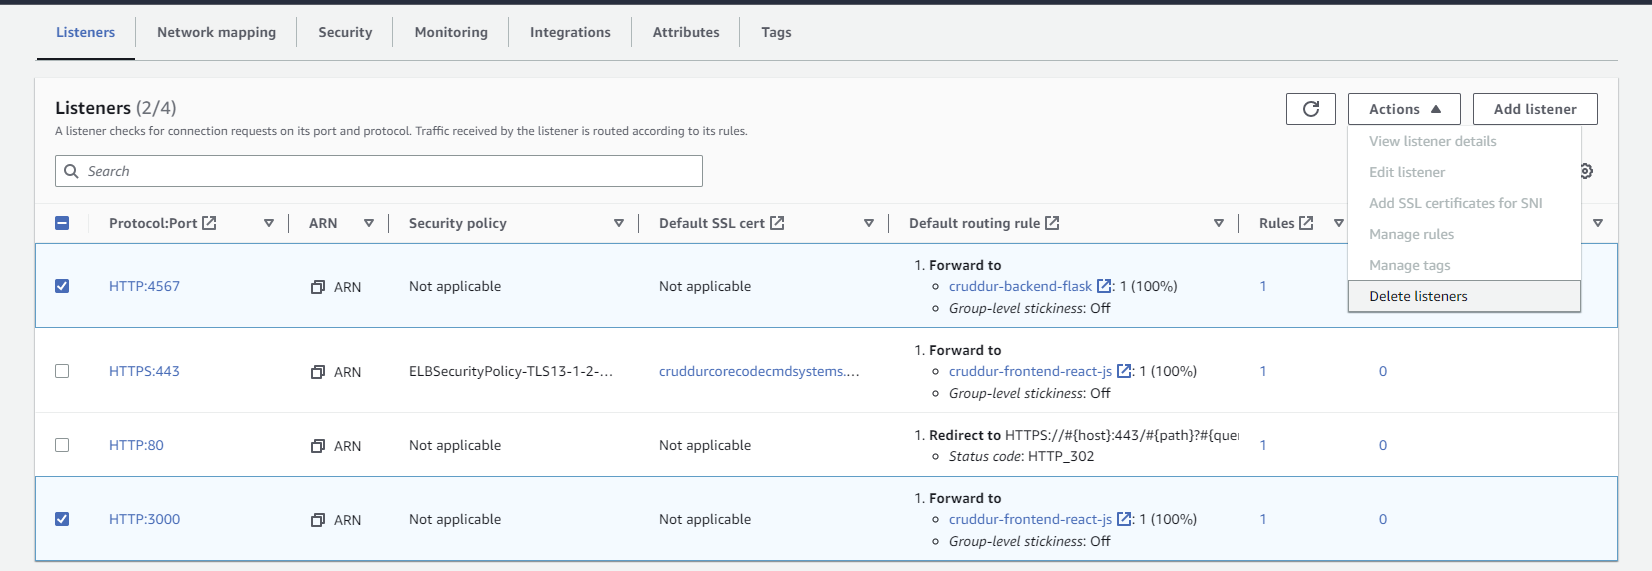 Listeners Network mapping Security Monitoring Integrations Attributes Tags
Listeners (2/4)
A listener checks for connection requests on its port and protocol. Traffic received by the listener is routed according to its rules.
Actions Add listener
View listener details
Edit listener
Add SSL certificates for SNI
Manage rules
Manage tags
Delete listeners
Search
Protocol:Port ARN Security policy Default SSL cert Default routing rule Rules
HTTP:4567 ARN Not applicable Not applicable
1. Forward to
cruddur-backend-flask : 1 (100%)
Group-level stickiness: Off
1
HTTPS:443 ARN ELBSecurityPolicy-TLS13-1-2-... cruddurcorecodecmdsystems....
1. Forward to
cruddur-frontend-react-js : 1 (100%)
Group-level stickiness: Off
1 0
HTTP:80 ARN Not applicable Not applicable
1. Redirect to HTTPS://#{host}:443/#{path}?#{que
Status code: HTTP_302
1 0
HTTP:3000 ARN Not applicable Not applicable
1. Forward to
cruddur-frontend-react-js : 1 (100%)
Group-level stickiness: Off
1 0